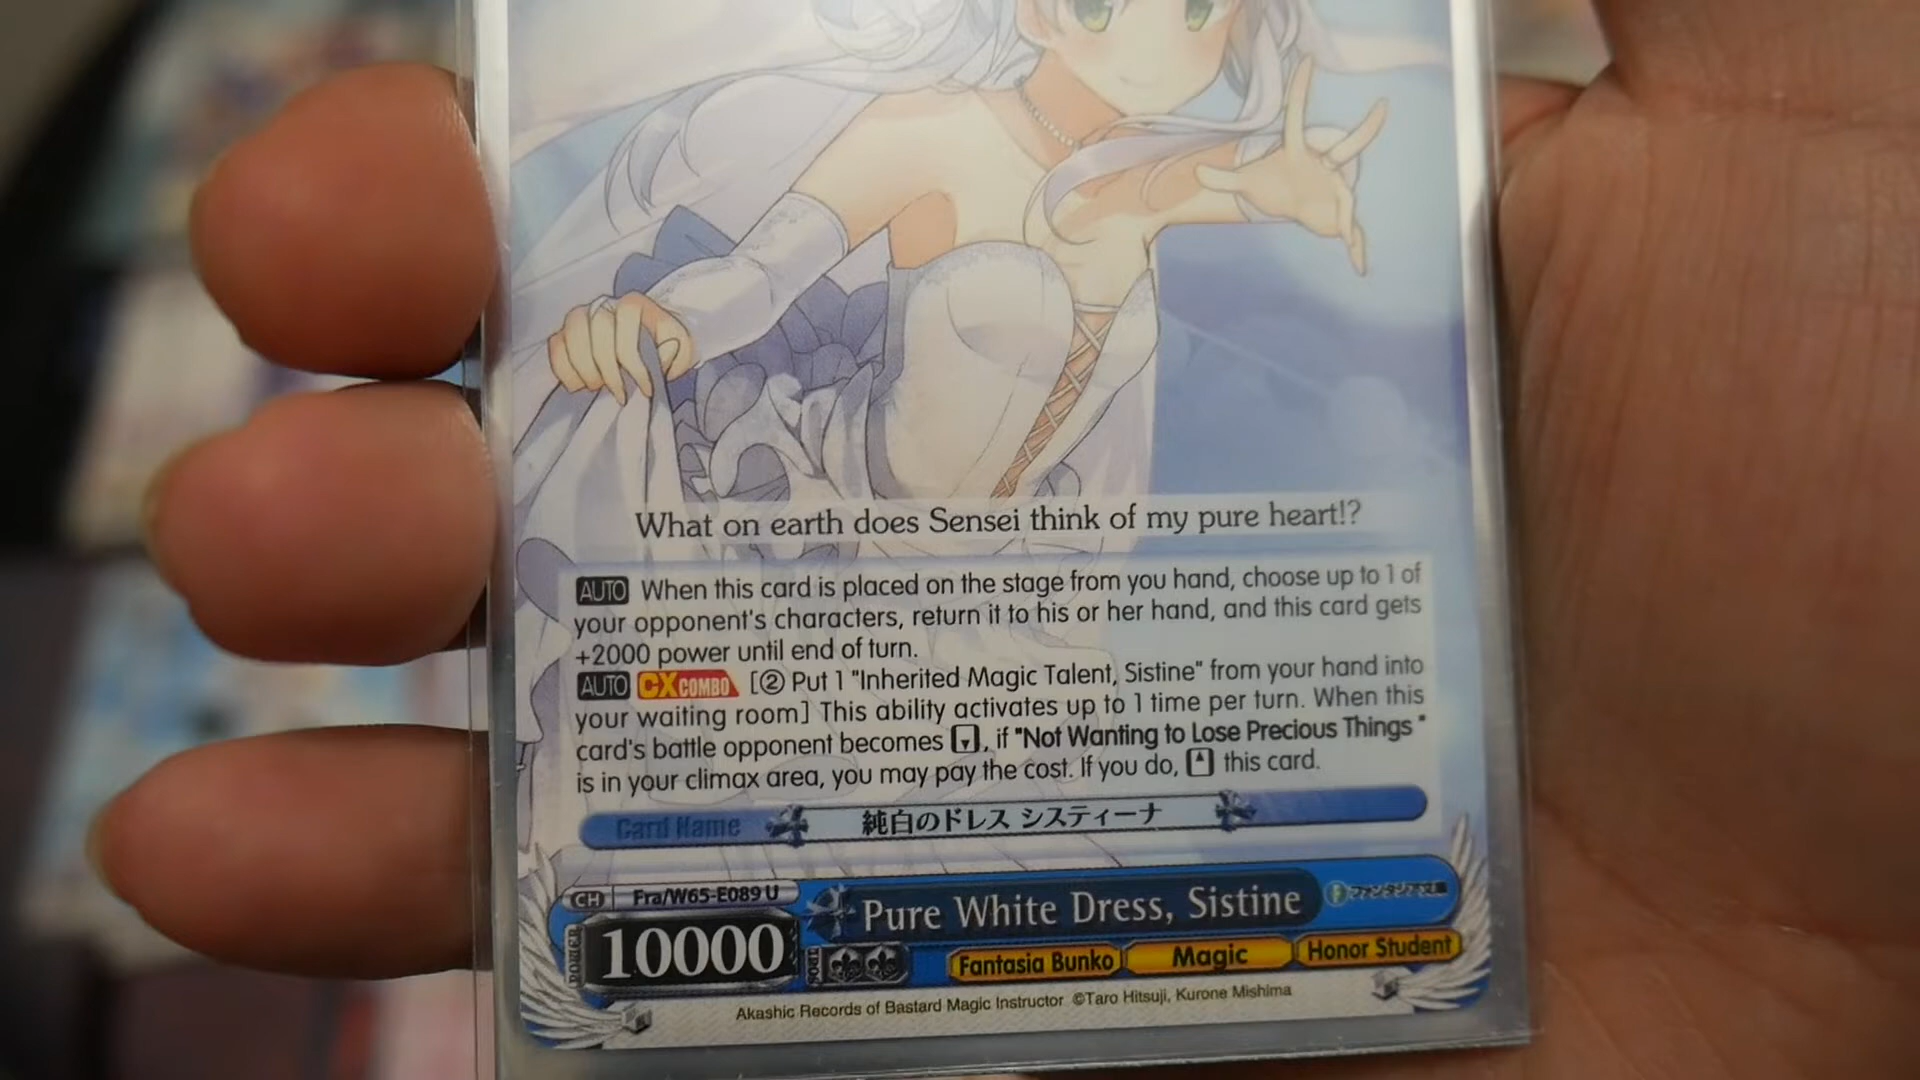 What on earth does Sensei think of my pure heart!?
AUTO When this card is placed on the stage from you hand, choose up to 1 of
your opponent's characters, return it to his or her hand, and this card gets
+2000 power until end of turn.
AUTO CX COMBO [② Put 1 "Inherited Magic Talent, Sistine" from your hand into
your waiting room] This ability activates up to 1 time per turn. When this
card's battle opponent becomes , if "Not Wanting to Lose Precious Things "
is in your climax area, you may pay the cost. If you do, this card.
Card Name 純白のドレス システィーナ
CH Fra/W65-E089 U
Pure White Dress, Sistine ファンタジア文庫
POWER 10000 SOUL Fantasia Bunko Magic Honor Student
Akashic Records of Bastard Magic Instructor ©Taro Hitsuji, Kurone Mishima